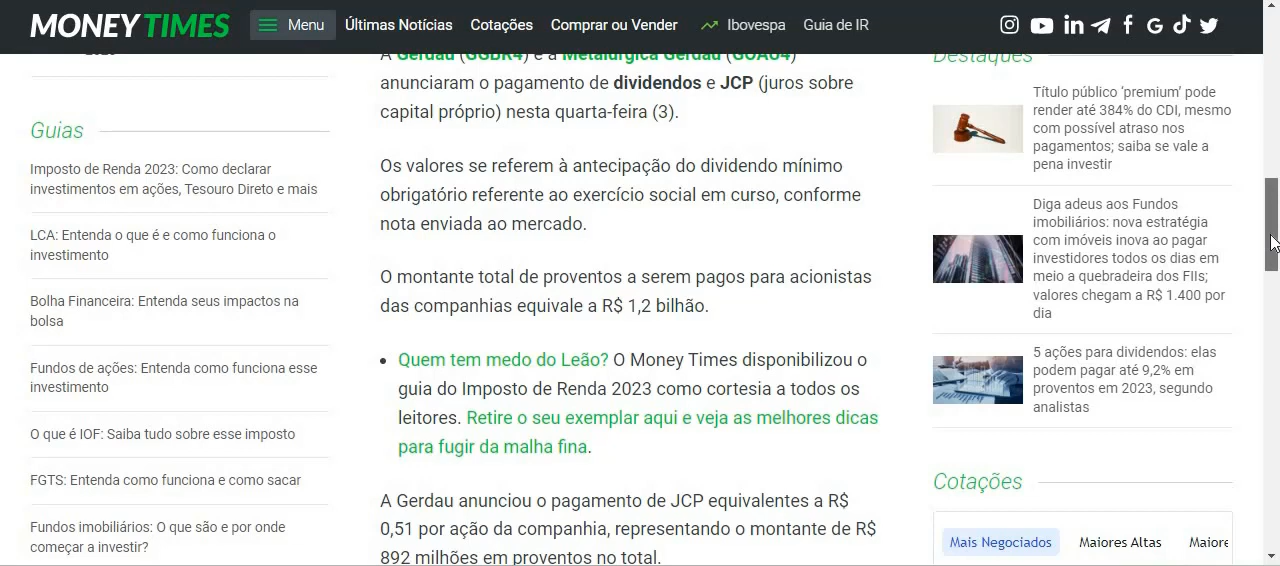 MONEY TIMES
Menu
Últimas Notícias
Cotações
Comprar ou Vender
Ibovespa
Guia de IR
Guias
Imposto de Renda 2023: Como declarar
investimentos em ações, Tesouro Direto e mais
LCA: Entenda o que é e como funciona o
investimento
Bolha Financeira: Entenda seus impactos na
bolsa
Fundos de ações: Entenda como funciona esse
investimento
O que é IOF: Saiba tudo sobre esse imposto
FGTS: Entenda como funciona e como sacar
Fundos imobiliários: O que são e por onde
começar a investir?
A Gerdau (GGBR4) e a Metalúrgica Gerdau (GOAU4)
anunciaram o pagamento de dividendos e JCP (juros sobre
capital próprio) nesta quarta-feira (3).
Os valores se referem à antecipação do dividendo mínimo
obrigatório referente ao exercício social em curso, conforme
nota enviada ao mercado.
O montante total de proventos a serem pagos para acionistas
das companhias equivale a R$ 1,2 bilhão.
• Quem tem medo do Leão? O Money Times disponibilizou o
guia do Imposto de Renda 2023 como cortesia a todos os
leitores. Retire o seu exemplar aqui e veja as melhores dicas
para fugir da malha fina.
A Gerdau anunciou o pagamento de JCP equivalentes a R$
0,51 por ação da companhia, representando o montante de R$
892 milhões em proventos no total.
Destaques
Título público ‘premium’ pode
render até 384% do CDI, mesmo
com possível atraso nos
pagamentos; saiba se vale a
pena investir
Diga adeus aos Fundos
imobiliários: nova estratégia
com imóveis inova ao pagar
investidores todos os dias em
meio a quebradeira dos FIIs;
valores chegam a R$ 1.400 por
dia
5 ações para dividendos: elas
podem pagar até 9,2% em
proventos em 2023, segundo
analistas
Cotações
Mais Negociados
Maiores Altas
Maiore